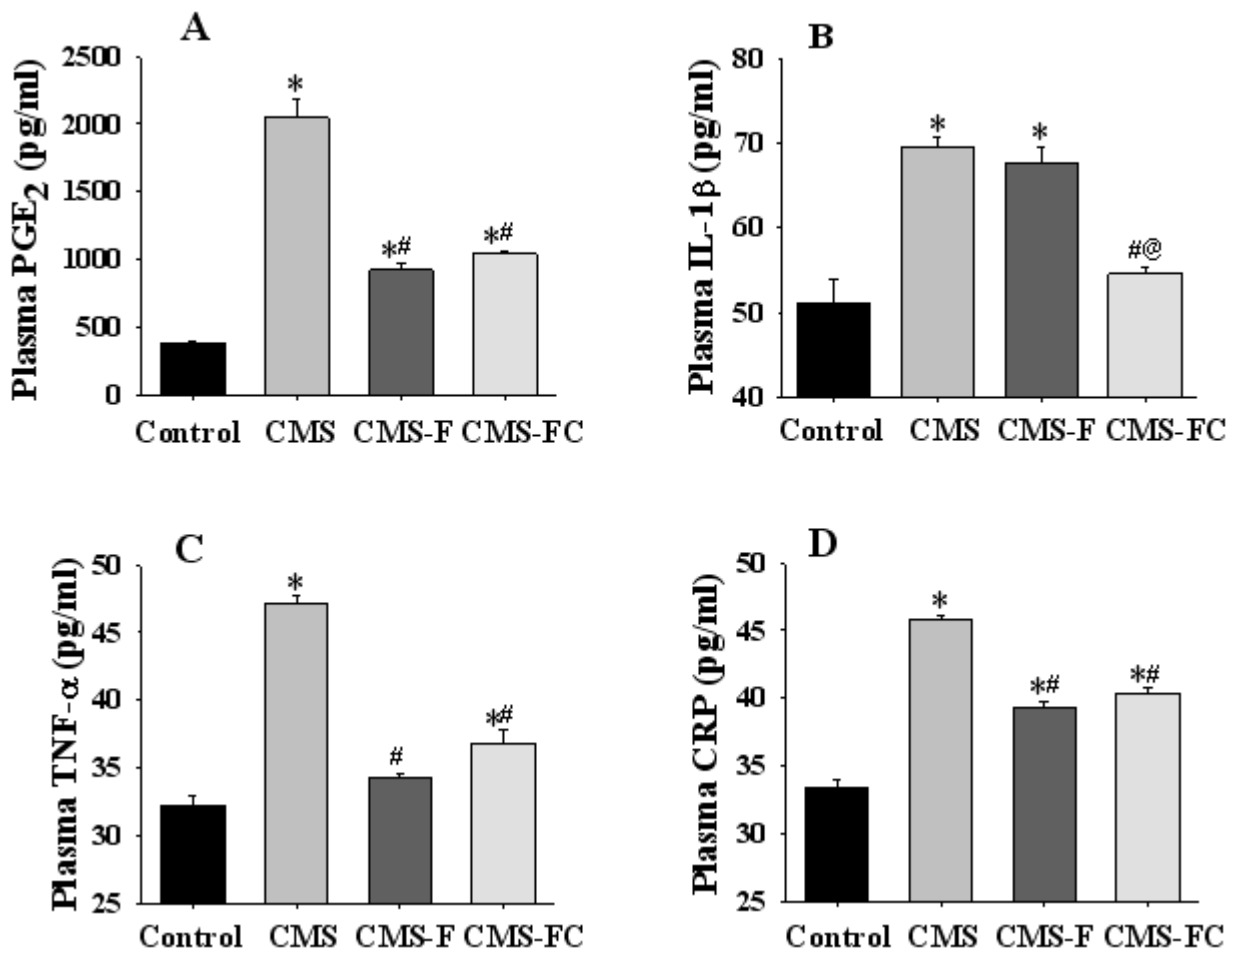 A
Plasma PGE2 (pg/ml)
2500
2000
1500
1000
500
0
*
*#
*#
Control CMS CMS-F CMS-FC
B
Plasma IL-1β (pg/ml)
80
70
60
50
40
*
*
#@
Control CMS CMS-F CMS-FC
C
Plasma TNF-α (pg/ml)
50
45
40
35
30
25
*
#
*#
Control CMS CMS-F CMS-FC
D
Plasma CRP (pg/ml)
50
45
40
35
30
25
*
*#
*#
Control CMS CMS-F CMS-FC